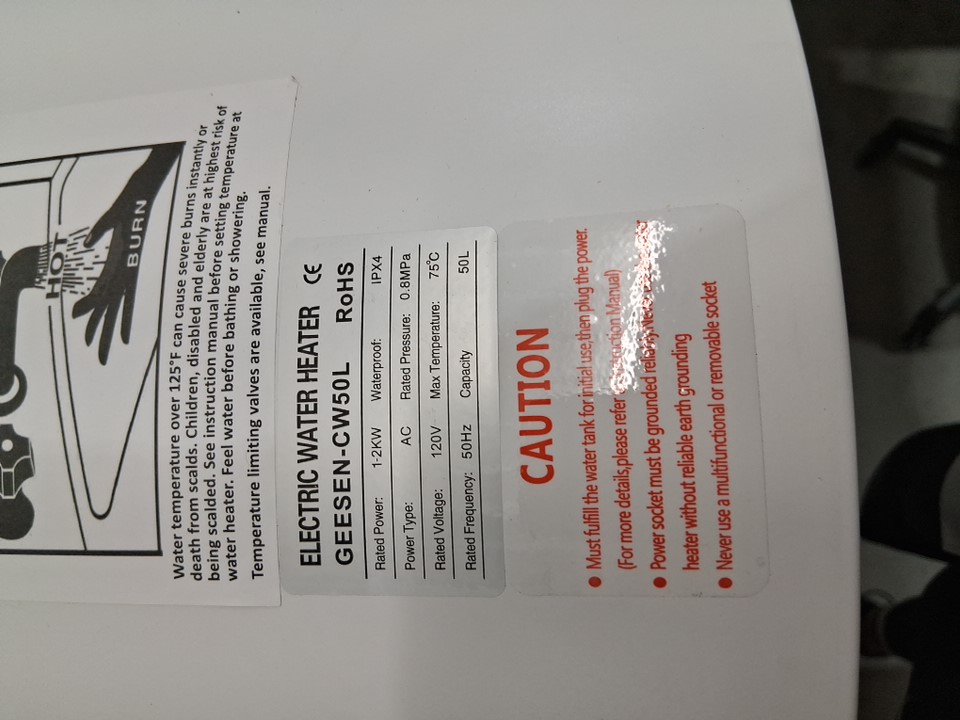 HOT
BURN
Water temperature over 125°F can cause severe burns instantly or
death from scalds. Children, disabled and elderly are at highest risk of
being scalded. See instruction manual before setting temperature at
water heater. Feel water before bathing or showering.
Temperature limiting valves are available, see manual.
ELECTRIC WATER HEATER CE
GEESEN-CW50L RoHS
Rated Power: 1-2KW Waterproof: IPX4
Power Type: AC Rated Pressure: 0.8MPa
Rated Voltage: 120V Max Temperature: 75℃
Rated Frequency: 50Hz Capacity 50L
CAUTION
● Must fulfill the water tank for initial use,then plug the power.
(For more details,please refer Manual)
● Power socket must be grounded
heater without reliable earth grounding
● Never use a multifunctional or removable socket